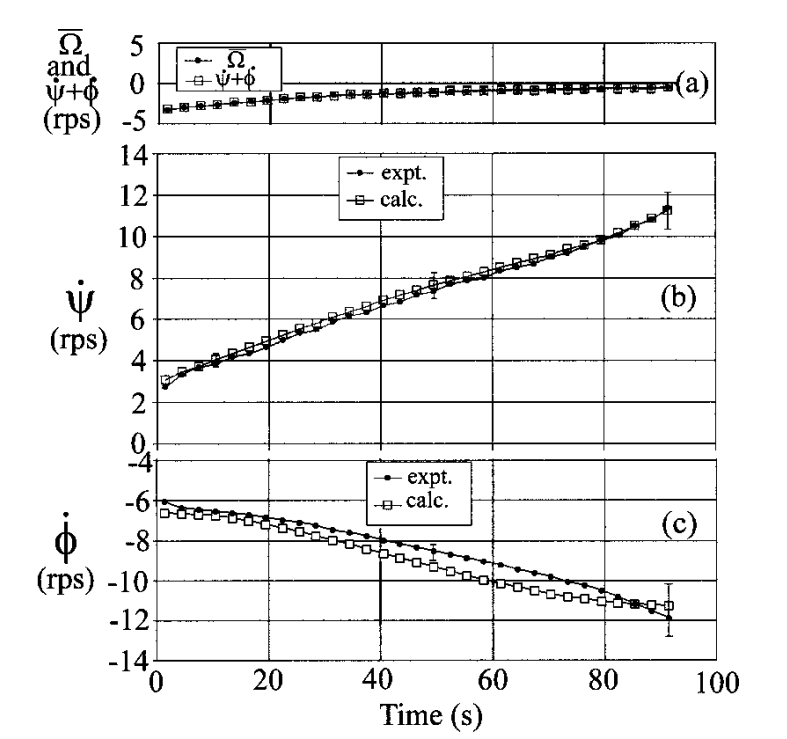 Ω̅
and
ψ̇+ϕ̇
(rps)
5
0
-5
Ω̅
ψ̇+ϕ̇
(a)
14
12
10
8
6
4
2
0
ψ̇
(rps)
expt.
calc.
(b)
-4
-6
-8
-10
-12
-14
ϕ̇
(rps)
expt.
calc.
(c)
0 20 40 60 80 100
Time (s)